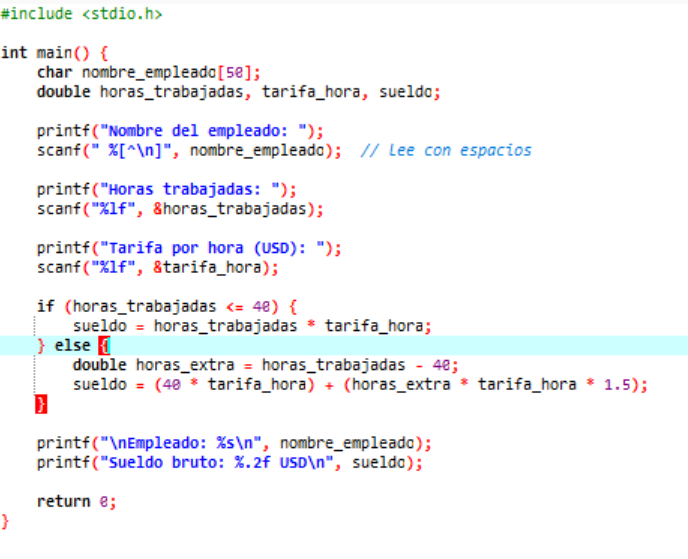 #include <stdio.h>
int main() {
char nombre_empleado[50];
double horas_trabajadas, tarifa_hora, sueldo;
printf("Nombre del empleado: ");
scanf(" %[^\n]", nombre_empleado);  // Lee con espacios
printf("Horas trabajadas: ");
scanf("%lf", &horas_trabajadas);
printf("Tarifa por hora (USD): ");
scanf("%lf", &tarifa_hora);
if (horas_trabajadas <= 40) {
sueldo = horas_trabajadas * tarifa_hora;
} else {
double horas_extra = horas_trabajadas - 40;
sueldo = (40 * tarifa_hora) + (horas_extra * tarifa_hora * 1.5);
}
printf("\nEmpleado: %s\n", nombre_empleado);
printf("Sueldo bruto: %.2f USD\n", sueldo);
return 0;
}